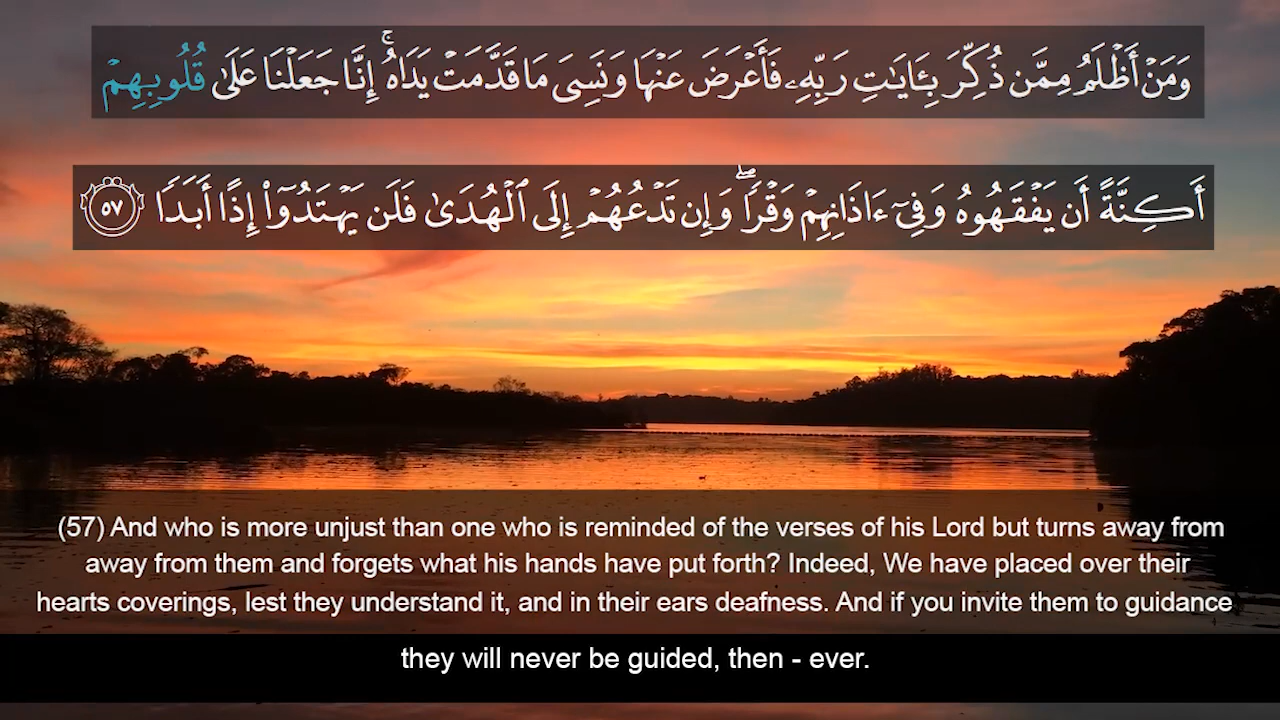 وَمَنْ أَظْلَمُ مِمَّن ذُكِّرَ بِـَٔايَـٰتِ رَبِّهِۦ فَأَعْرَضَ عَنْهَا وَنَسِىَ مَا قَدَّمَتْ يَدَاهُ ۚ إِنَّا جَعَلْنَا عَلَىٰ قُلُوبِهِمْ
أَكِنَّةً أَن يَفْقَهُوهُ وَفِىٓ ءَاذَانِهِمْ وَقْرًا ۖ وَإِن تَدْعُهُمْ إِلَى ٱلْهُدَىٰ فَلَن يَهْتَدُوٓا۟ إِذًا أَبَدًا ٥٧
(57) And who is more unjust than one who is reminded of the verses of his Lord but turns away from
away from them and forgets what his hands have put forth? Indeed, We have placed over their
hearts coverings, lest they understand it, and in their ears deafness. And if you invite them to guidance
they will never be guided, then - ever.